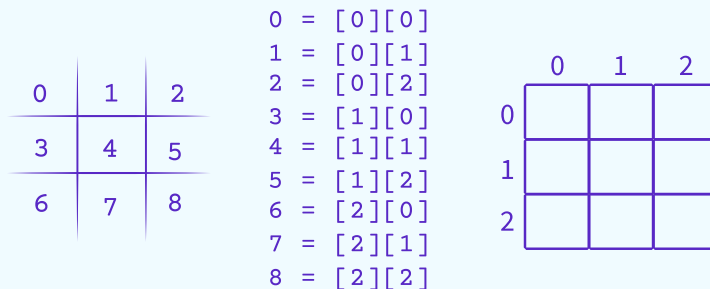 0 1 2
3 4 5
6 7 8
0 = [0][0]
1 = [0][1]
2 = [0][2]
3 = [1][0]
4 = [1][1]
5 = [1][2]
6 = [2][0]
7 = [2][1]
8 = [2][2]
0 1 2
0
1
2